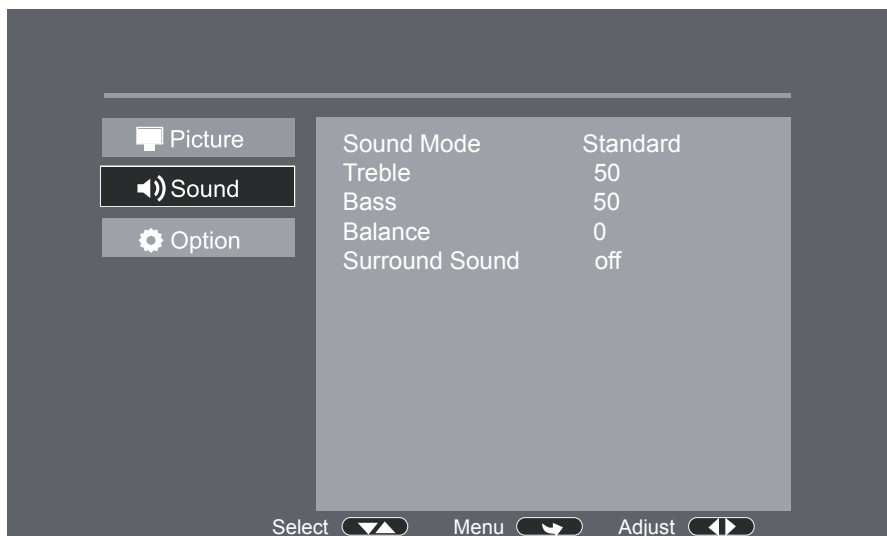 Picture
Sound
Option
Sound Mode Standard
Treble 50
Bass 50
Balance 0
Surround Sound off
Select Menu Adjust